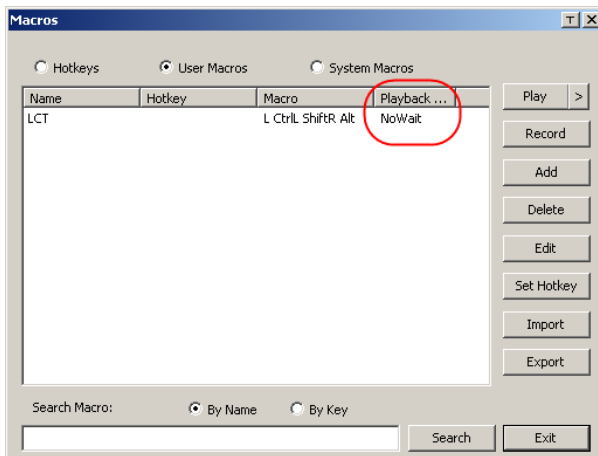 Macros
T X
Hotkeys User Macros System Macros
Name Hotkey Macro Playback ...
LCT L CtrlL ShiftR Alt NoWait
Play >
Record
Add
Delete
Edit
Set Hotkey
Import
Export
Search Macro: By Name By Key
Search Exit